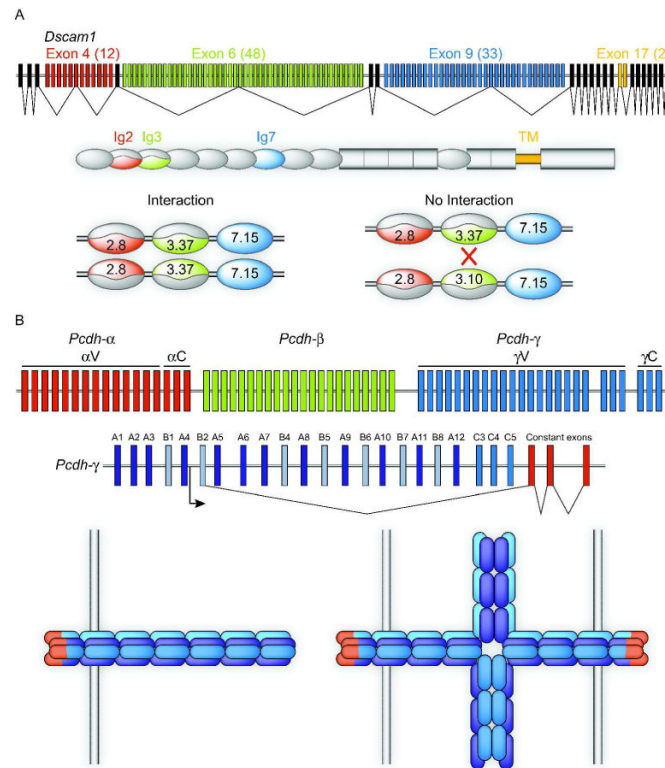 A
Dscam1
Exon 4 (12) Exon 6 (48) Exon 9 (33) Exon 17 (2
Ig2 Ig3 Ig7 TM
Interaction No Interaction
2.8 3.37 7.15 2.8 3.37 7.15
2.8 3.37 7.15 2.8 3.10 7.15
B
Pcdh-α Pcdh-β Pcdh-γ
αV αC γV γC
A1 A2 A3 B1 A4 B2 A5 A6 A7 B4 A8 B5 A9 B6 A10 B7 A11 B8 A12 C3 C4 C5 Constant exons
Pcdh-γ